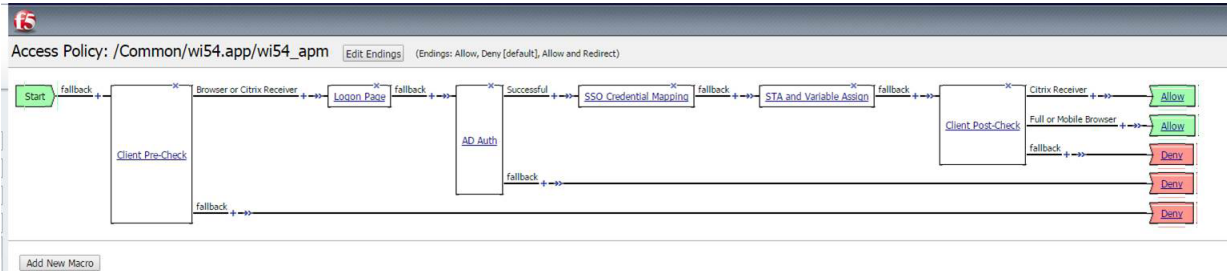 f5
Access Policy: /Common/wi54.app/wi54_apm Edit Endings (Endings: Allow, Deny [default], Allow and Redirect)
Start fallback + Browser or Citrix Receiver + Logon Page fallback + Successful + SSO Credential Mapping fallback + STA and Variable Assign fallback + Citrix Receiver + Allow
Full or Mobile Browser + Allow
Client Pre-Check AD Auth Client Post-Check
fallback + Deny
fallback + Deny
fallback + Deny
Add New Macro